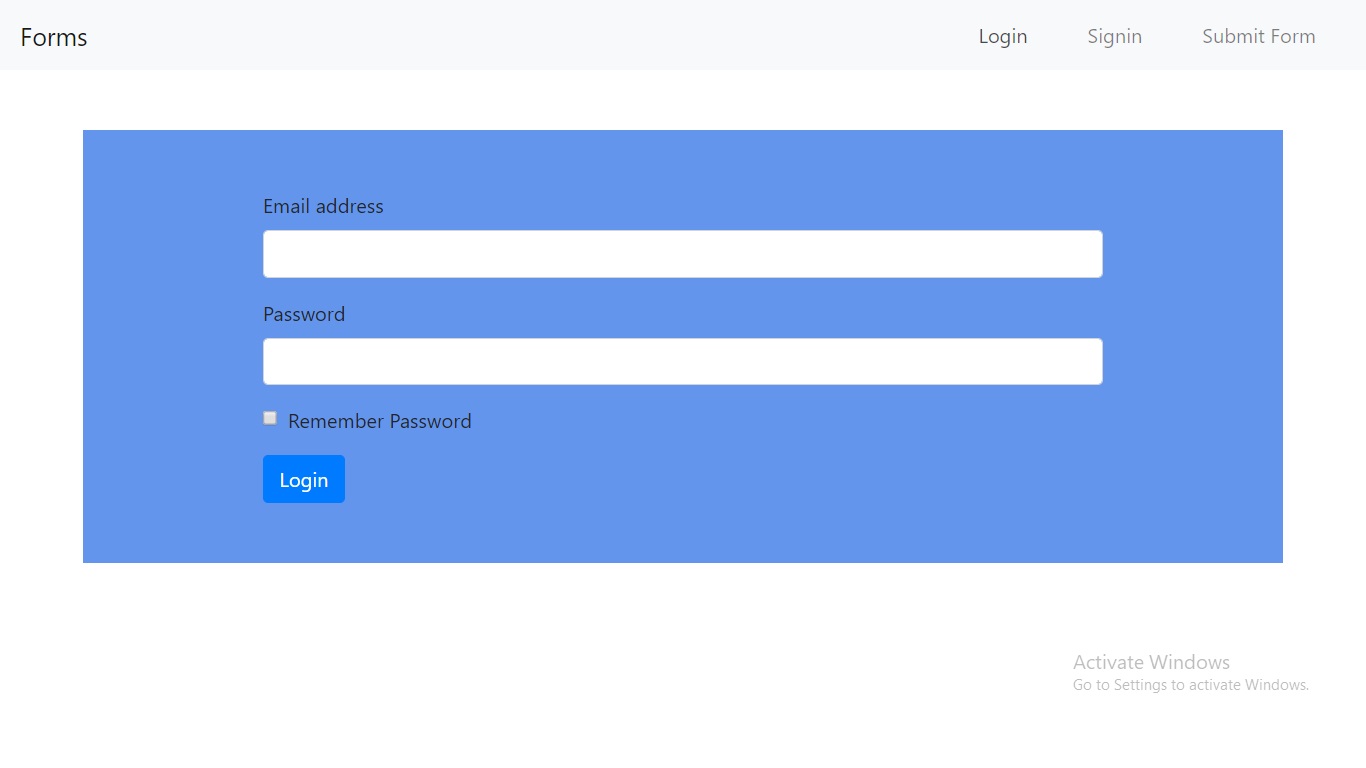 Forms
Login Signin Submit Form
Email address
Password
Remember Password
Login
Activate Windows
Go to Settings to activate Windows.